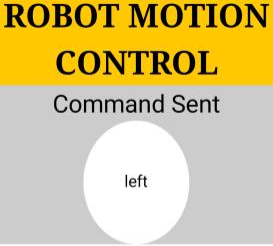 ROBOT MOTION
CONTROL
Command Sent
left